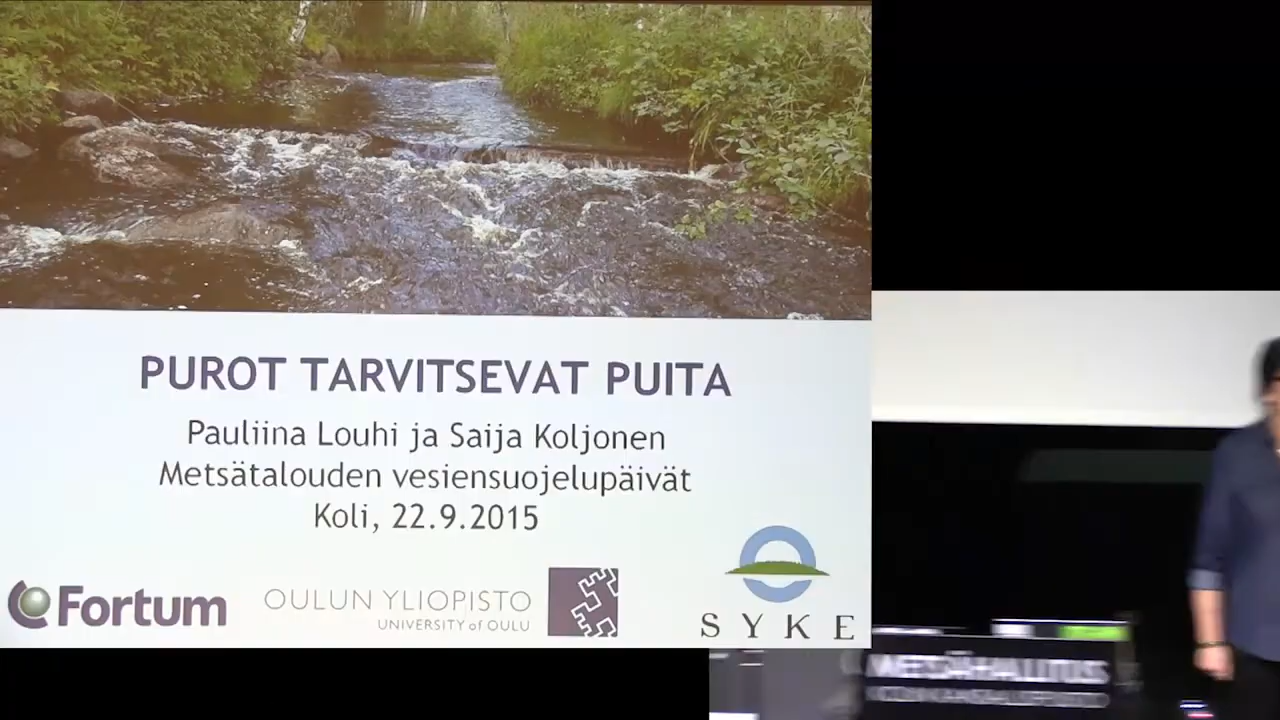 PUROT TARVITSEVAT PUITA
Pauliina Louhi ja Saija Koljonen
Metsätalouden vesiensuojelupäivät
Koli, 22.9.2015
Fortum
OULUN YLIOPISTO
UNIVERSITY of OULU
SYKE
METSÄHALLITUS